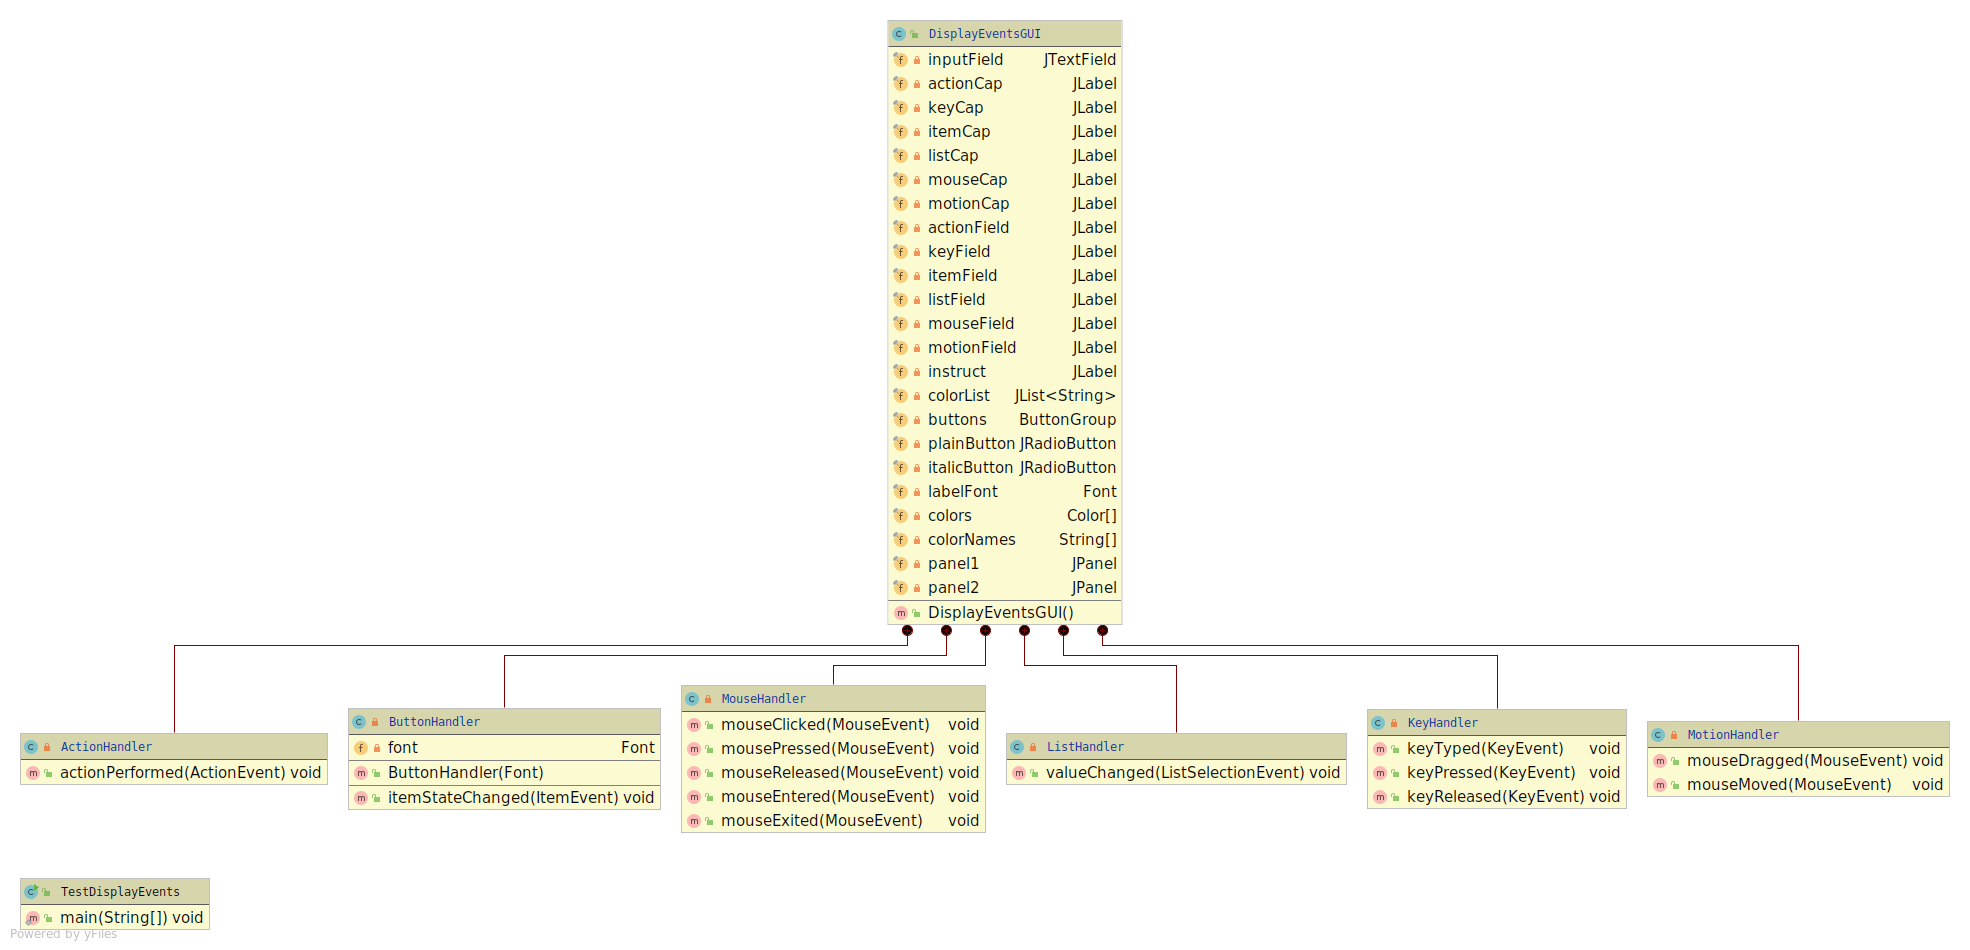 DisplayEventsGUI
inputField JTextField
actionCap JLabel
keyCap JLabel
itemCap JLabel
listCap JLabel
mouseCap JLabel
motionCap JLabel
actionField JLabel
keyField JLabel
itemField JLabel
listField JLabel
mouseField JLabel
motionField JLabel
instruct JLabel
colorList JList<String>
buttons ButtonGroup
plainButton JRadioButton
italicButton JRadioButton
labelFont Font
colors Color[]
colorNames String[]
panel1 JPanel
panel2 JPanel
DisplayEventsGUI()
ActionHandler
actionPerformed(ActionEvent) void
ButtonHandler
font Font
ButtonHandler(Font)
itemStateChanged(ItemEvent) void
MouseHandler
mouseClicked(MouseEvent) void
mousePressed(MouseEvent) void
mouseReleased(MouseEvent) void
mouseEntered(MouseEvent) void
mouseExited(MouseEvent) void
ListHandler
valueChanged(ListSelectionEvent) void
KeyHandler
keyTyped(KeyEvent) void
keyPressed(KeyEvent) void
keyReleased(KeyEvent) void
MotionHandler
mouseDragged(MouseEvent) void
mouseMoved(MouseEvent) void
TestDisplayEvents
main(String[]) void
Powered by yFiles